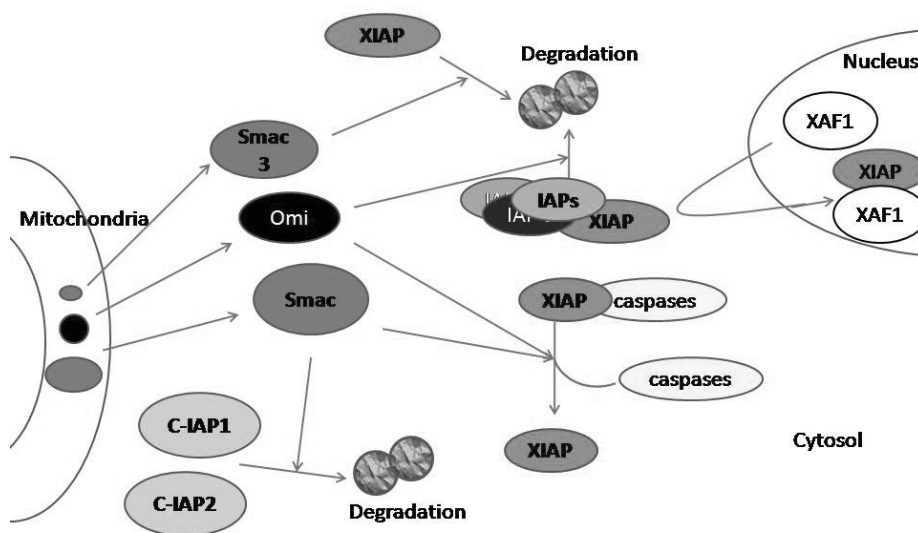 XIAP
Degradation
Nucleus
XAF1
Smac
3
XIAP
IAPs
Omi
XIAP
XAF1
Mitochondria
Smac
XIAP
caspases
caspases
C-IAP1
Cytosol
XIAP
C-IAP2
Degradation